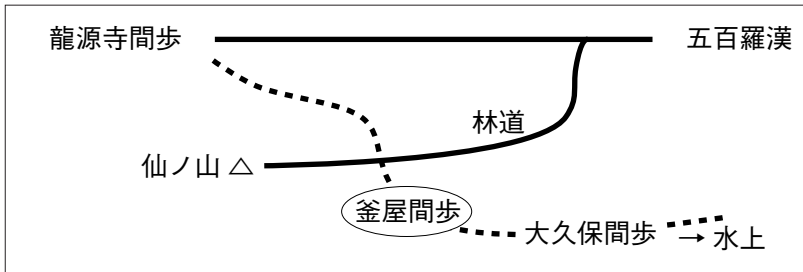 龍源寺間歩
五百羅漢
林道
仙ノ山 △
釜屋間歩
大久保間歩
→ 水上